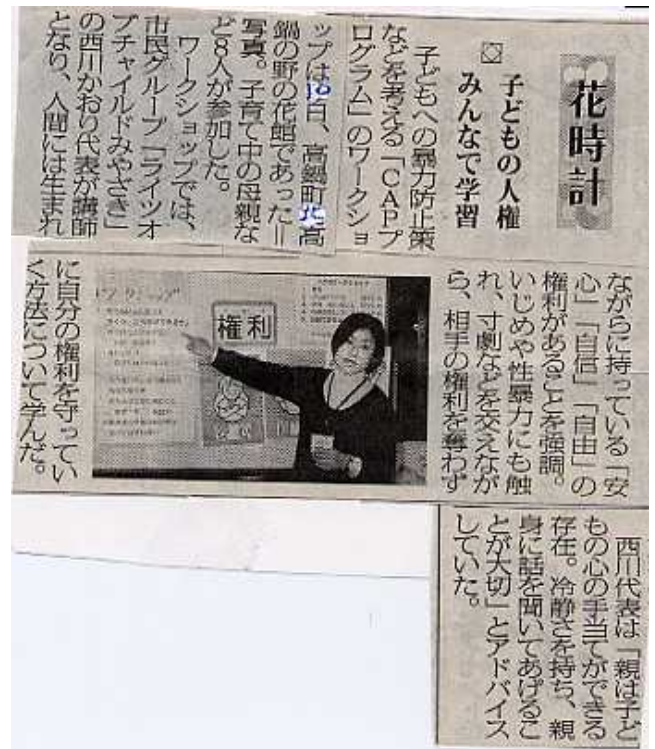 花時計
子どもの人権
みんなで学習
子どもへの暴力防止策
などを考える「CAPプ
ログラム」のワークショ
ップは日、高鍋町北高
鍋の野の花館であった＝
写真。子育て中の母親な
ど8人が参加した。
ワークショップでは、
市民グループ「ライツオ
ブチャイルドみやざき」
の西川かおり代表が講師
となり、人間には生まれ
ながらに持っている「安
心」「自信」「自由」の
権利があることを強調。
いじめや性暴力にも触
れ、寸劇などを交えなが
ら、相手の権利を奪わず
権利
に自分の権利を守ってい
く方法について学んだ。
西川代表は「親は子ど
もの心の手当てができる
存在。冷静さを持ち、親
身に話を聞いてあげるこ
とが大切」とアドバイス
していた。